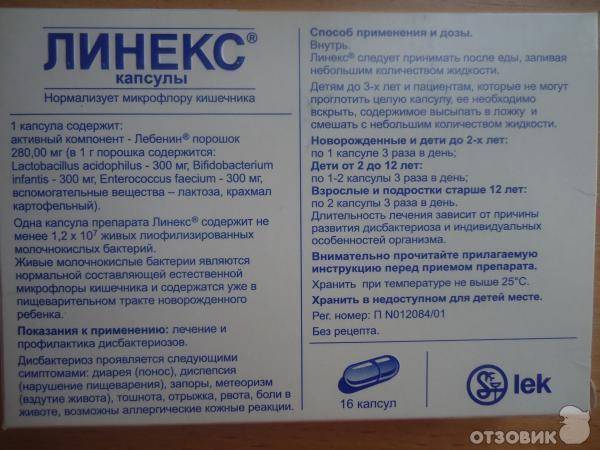 ЛИНЕКС®
капсулы
Нормализует микрофлору кишечника
1 капсула содержит:
активный компонент - Лебенин® порошок
280,00 мг (в 1 г порошка содержится:
Lactobacillus acidophilus - 300 мг, Bifidobacterium
infantis - 300 мг, Enterococcus faecium - 300 мг,
вспомогательные вещества – лактоза, крахмал
картофельный).
Одна капсула препарата Линекс® содержит не
менее 1,2 x 10⁷ живых лиофилизированных
молочнокислых бактерий.
Живые молочнокислые бактерии являются
нормальной составляющей естественной
микрофлоры кишечника и содержатся уже в
пищеварительном тракте новорожденного
ребенка.
Показания к применению: лечение и
профилактика дисбактериозов.
Дисбактериоз проявляется следующими
симптомами: диарея (понос), диспепсия
(нарушение пищеварения), запоры, метеоризм
(вздутие живота), тошнота, отрыжка, рвота, боли в
животе, возможны аллергические кожные реакции.
Способ применения и дозы.
Внутрь.
Линекс® следует принимать после еды, запивая
небольшим количеством жидкости.
Детям до 3-х лет и пациентам, которые не могут
проглотить целую капсулу, ее необходимо
вскрыть, содержимое высыпать в ложку и
смешать с небольшим количеством жидкости.
Новорожденные и дети до 2-х лет:
по 1 капсуле 3 раза в день;
Дети от 2 до 12 лет:
по 1-2 капсулы 3 раза в день;
Взрослые и подростки старше 12 лет:
по 2 капсулы 3 раза в день.
Длительность лечения зависит от причины
развития дисбактериоза и индивидуальных
особенностей организма.
Внимательно прочитайте прилагаемую
инструкцию перед приемом препарата.
Хранить при температуре не выше 25°C.
Хранить в недоступном для детей месте.
Рег. номер: П N012084/01
Без рецепта.
16 капсул
lek
ОТЗОВИК